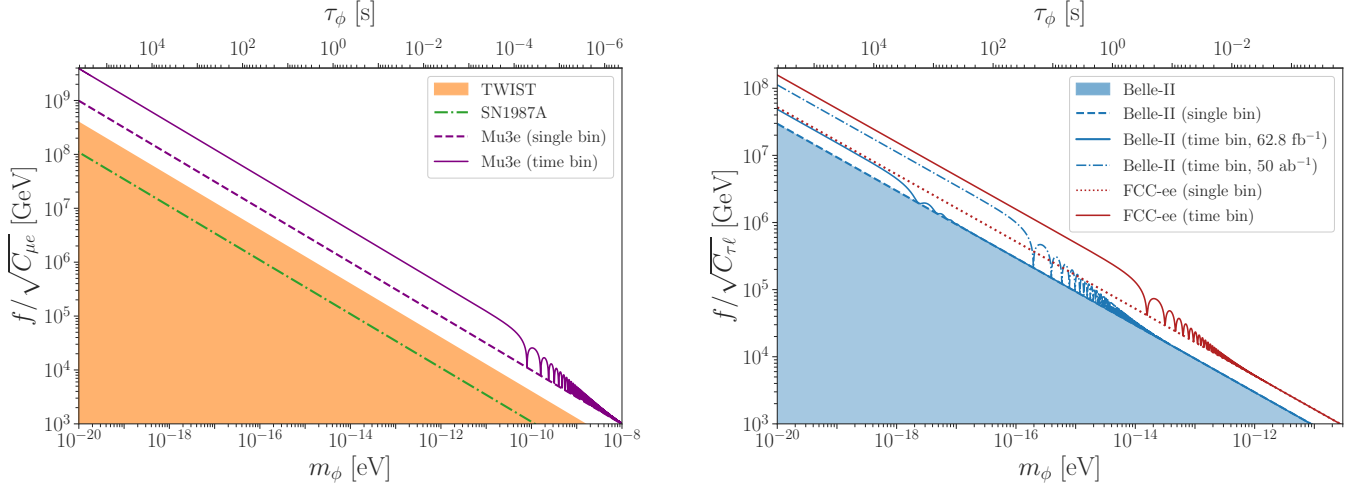 τ_ϕ [s]
10^4 10^2 10^0 10^−2 10^−4 10^−6
f/√C_μe [GeV]
10^9
10^8
10^7
10^6
10^5
10^4
10^3
TWIST
SN1987A
Mu3e (single bin)
Mu3e (time bin)
10^−20 10^−18 10^−16 10^−14 10^−12 10^−10 10^−8
m_ϕ [eV]
τ_ϕ [s]
10^4 10^2 10^0 10^−2
f/√C_τℓ [GeV]
10^8
10^7
10^6
10^5
10^4
10^3
Belle-II
Belle-II (single bin)
Belle-II (time bin, 62.8 fb^−1)
Belle-II (time bin, 50 ab^−1)
FCC-ee (single bin)
FCC-ee (time bin)
10^−20 10^−18 10^−16 10^−14 10^−12
m_ϕ [eV]